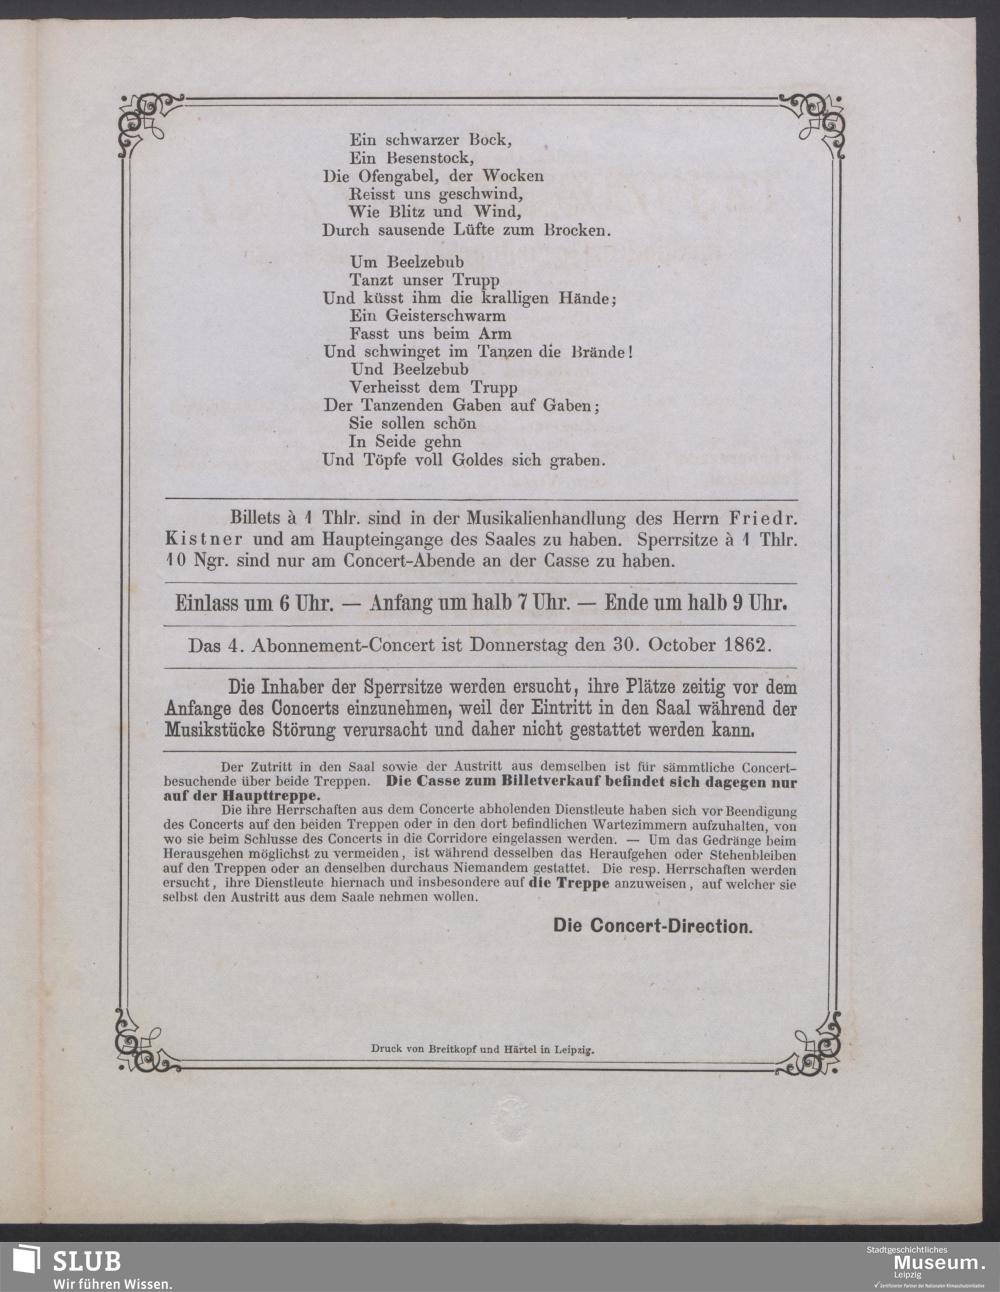 Ein schwarzer Bock,
Ein Besenstock,
Die Ofengabel, der Wocken
Reisst uns geschwind,
Wie Blitz und Wind,
Durch sausende Lüfte zum Brocken.
Um Beelzebub
Tanzt unser Trupp
Und küsst ihm die kralligen Hände;
Ein Geisterschwarm
Fasst uns beim Arm
Und schwinget im Tanzen die Brände!
Und Beelzebub
Verheisst dem Trupp
Der Tanzenden Gaben auf Gaben;
Sie sollen schön
In Seide gehn
Und Töpfe voll Goldes sich graben.
Billets à 1 Thlr. sind in der Musikalienhandlung des Herrn Friedr.
Kistner und am Haupteingange des Saales zu haben. Sperrsitze à 1 Thlr.
10 Ngr. sind nur am Concert-Abende an der Casse zu haben.
Einlass um 6 Uhr. — Anfang um halb 7 Uhr. — Ende um halb 9 Uhr.
Das 4. Abonnement-Concert ist Donnerstag den 30. October 1862.
Die Inhaber der Sperrsitze werden ersucht, ihre Plätze zeitig vor dem
Anfange des Concerts einzunehmen, weil der Eintritt in den Saal während der
Musikstücke Störung verursacht und daher nicht gestattet werden kann.
Der Zutritt in den Saal sowie der Austritt aus demselben ist für sämmtliche Concert-
besuchende über beide Treppen. Die Casse zum Billetverkauf befindet sich dagegen nur
auf der Haupttreppe.
Die ihre Herrschaften aus dem Concerte abholenden Dienstleute haben sich vor Beendigung
des Concerts auf den beiden Treppen oder in den dort befindlichen Wartezimmern aufzuhalten, von
wo sie beim Schlusse des Concerts in die Corridore eingelassen werden. — Um das Gedränge beim
Herausgehen möglichst zu vermeiden, ist während desselben das Heraufgehen oder Stehenbleiben
auf den Treppen oder an denselben durchaus Niemandem gestattet. Die resp. Herrschaften werden
ersucht, ihre Dienstleute hiernach und insbesondere auf die Treppe anzuweisen, auf welcher sie
selbst den Austritt aus dem Saale nehmen wollen.
Die Concert-Direction.
Druck von Breitkopf und Härtel in Leipzig.
SLUB
Wir führen Wissen.
Stadtgeschichtliches
Museum.
Leipzig
Zertifizierter Partner der Nationalen Klimaschutzinitiative